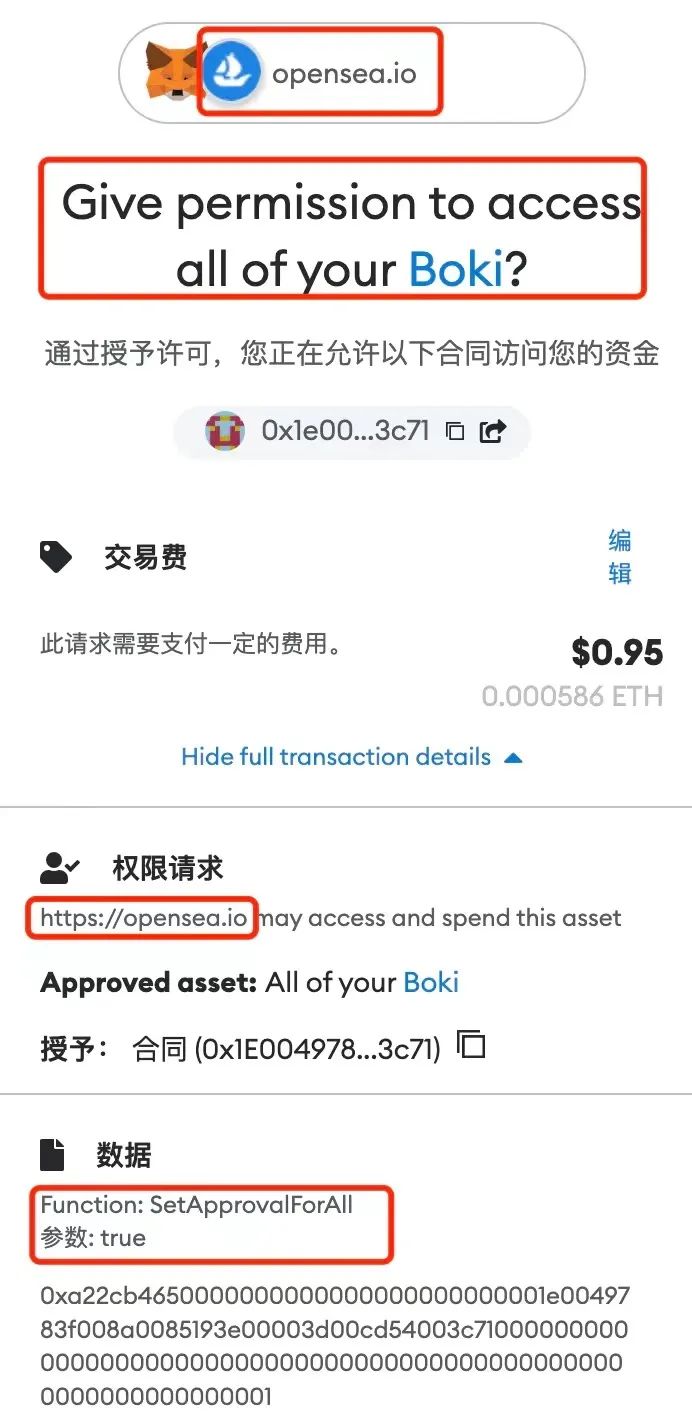 opensea.io
Give permission to access
all of your Boki?
通过授予许可，您正在允许以下合同访问您的资金
0x1e00...3c71
交易费
编
辑
此请求需要支付一定的费用。
$0.95
0.000586 ETH
Hide full transaction details
权限请求
https://opensea.io may access and spend this asset
Approved asset: All of your Boki
授予： 合同 (0x1E004978...3c71)
数据
Function: SetApprovalForAll
参数: true
0xa22cb4650000000000000000000000001e00497
83f008a0085193e00003d00cd54003c71000000000
000000000000000000000000000000000000000000
0000000000000001